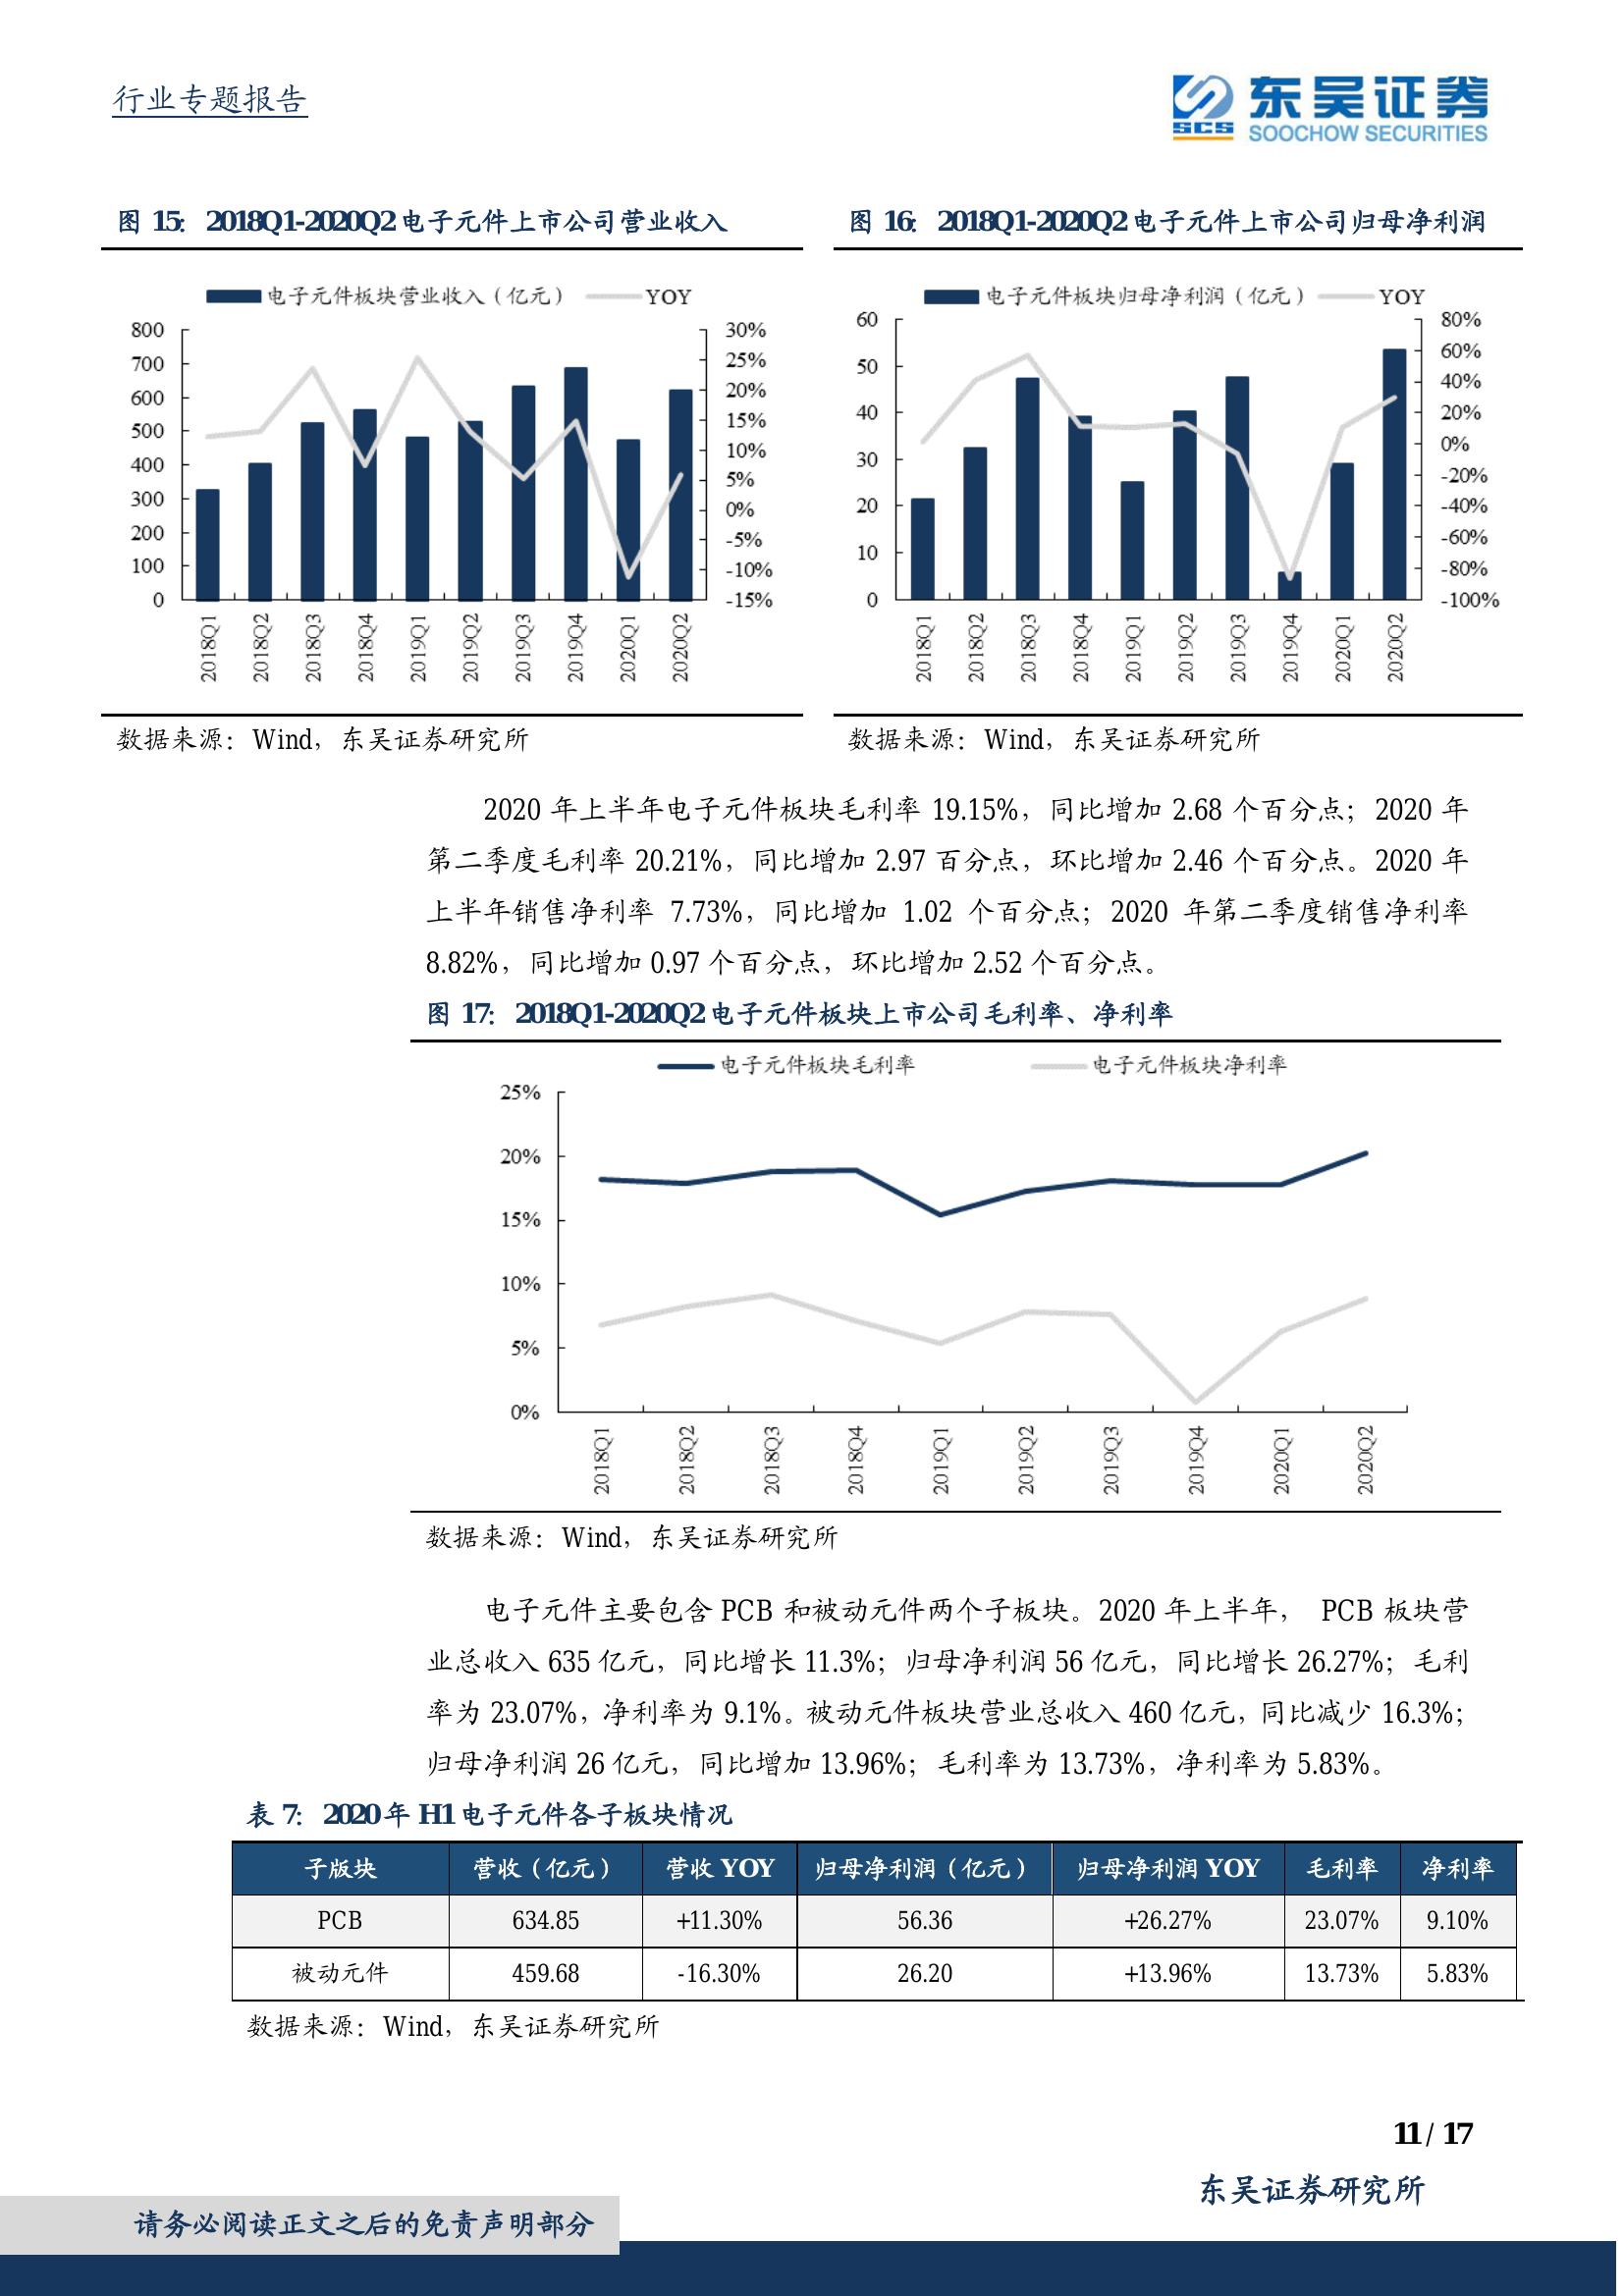 行业专题报告
SCS
东吴证券
SOOCHOW SECURITIES
图 15： 2018Q1-2020Q2 电子元件上市公司营业收入
电子元件板块营业收入（亿元） YOY
800
700
600
500
400
300
200
100
0
30%
25%
20%
15%
10%
5%
0%
-5%
-10%
-15%
2018Q1
2018Q2
2018Q3
2018Q4
2019Q1
2019Q2
2019Q3
2019Q4
2020Q1
2020Q2
数据来源：Wind，东吴证券研究所
图 16： 2018Q1-2020Q2 电子元件上市公司归母净利润
电子元件板块归母净利润（亿元） YOY
60
50
40
30
20
10
0
80%
60%
40%
20%
0%
-20%
-40%
-60%
-80%
-100%
2018Q1
2018Q2
2018Q3
2018Q4
2019Q1
2019Q2
2019Q3
2019Q4
2020Q1
2020Q2
数据来源：Wind，东吴证券研究所
2020 年上半年电子元件板块毛利率 19.15%，同比增加 2.68 个百分点；2020 年
第二季度毛利率 20.21%，同比增加 2.97 百分点，环比增加 2.46 个百分点。2020 年
上半年销售净利率 7.73%，同比增加 1.02 个百分点；2020 年第二季度销售净利率
8.82%，同比增加 0.97 个百分点，环比增加 2.52 个百分点。
图 17： 2018Q1-2020Q2 电子元件板块上市公司毛利率、净利率
电子元件板块毛利率 电子元件板块净利率
25%
20%
15%
10%
5%
0%
2018Q1
2018Q2
2018Q3
2018Q4
2019Q1
2019Q2
2019Q3
2019Q4
2020Q1
2020Q2
数据来源：Wind，东吴证券研究所
电子元件主要包含 PCB 和被动元件两个子板块。2020 年上半年， PCB 板块营
业总收入 635 亿元，同比增长 11.3%；归母净利润 56 亿元，同比增长 26.27%；毛利
率为 23.07%，净利率为 9.1%。被动元件板块营业总收入 460 亿元，同比减少 16.3%；
归母净利润 26 亿元，同比增加 13.96%；毛利率为 13.73%，净利率为 5.83%。
表 7： 2020 年 H1 电子元件各子板块情况
子版块 营收（亿元） 营收 YOY 归母净利润（亿元） 归母净利润 YOY 毛利率 净利率
PCB 634.85 +11.30% 56.36 +26.27% 23.07% 9.10%
被动元件 459.68 -16.30% 26.20 +13.96% 13.73% 5.83%
数据来源：Wind，东吴证券研究所
11 / 17
东吴证券研究所
请务必阅读正文之后的免责声明部分